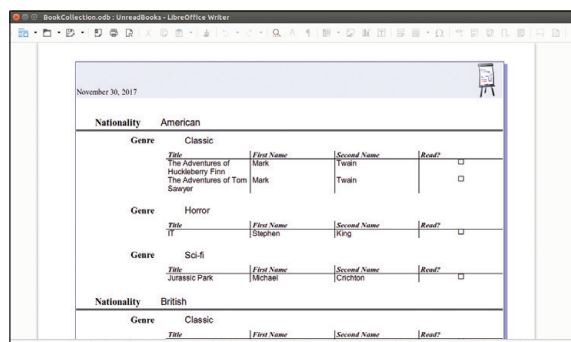 BookCollection.odb : UnreadBooks - LibreOffice Writer
November 30, 2017
Nationality American
Genre Classic
Title First Name Second Name Read?
The Adventures of Huckleberry Finn Mark Twain
The Adventures of Tom Sawyer Mark Twain
Genre Horror
Title First Name Second Name Read?
IT Stephen King
Genre Sci-fi
Title First Name Second Name Read?
Jurassic Park Michael Crichton
Nationality British
Genre Classic
Title First Name Second Name Read?